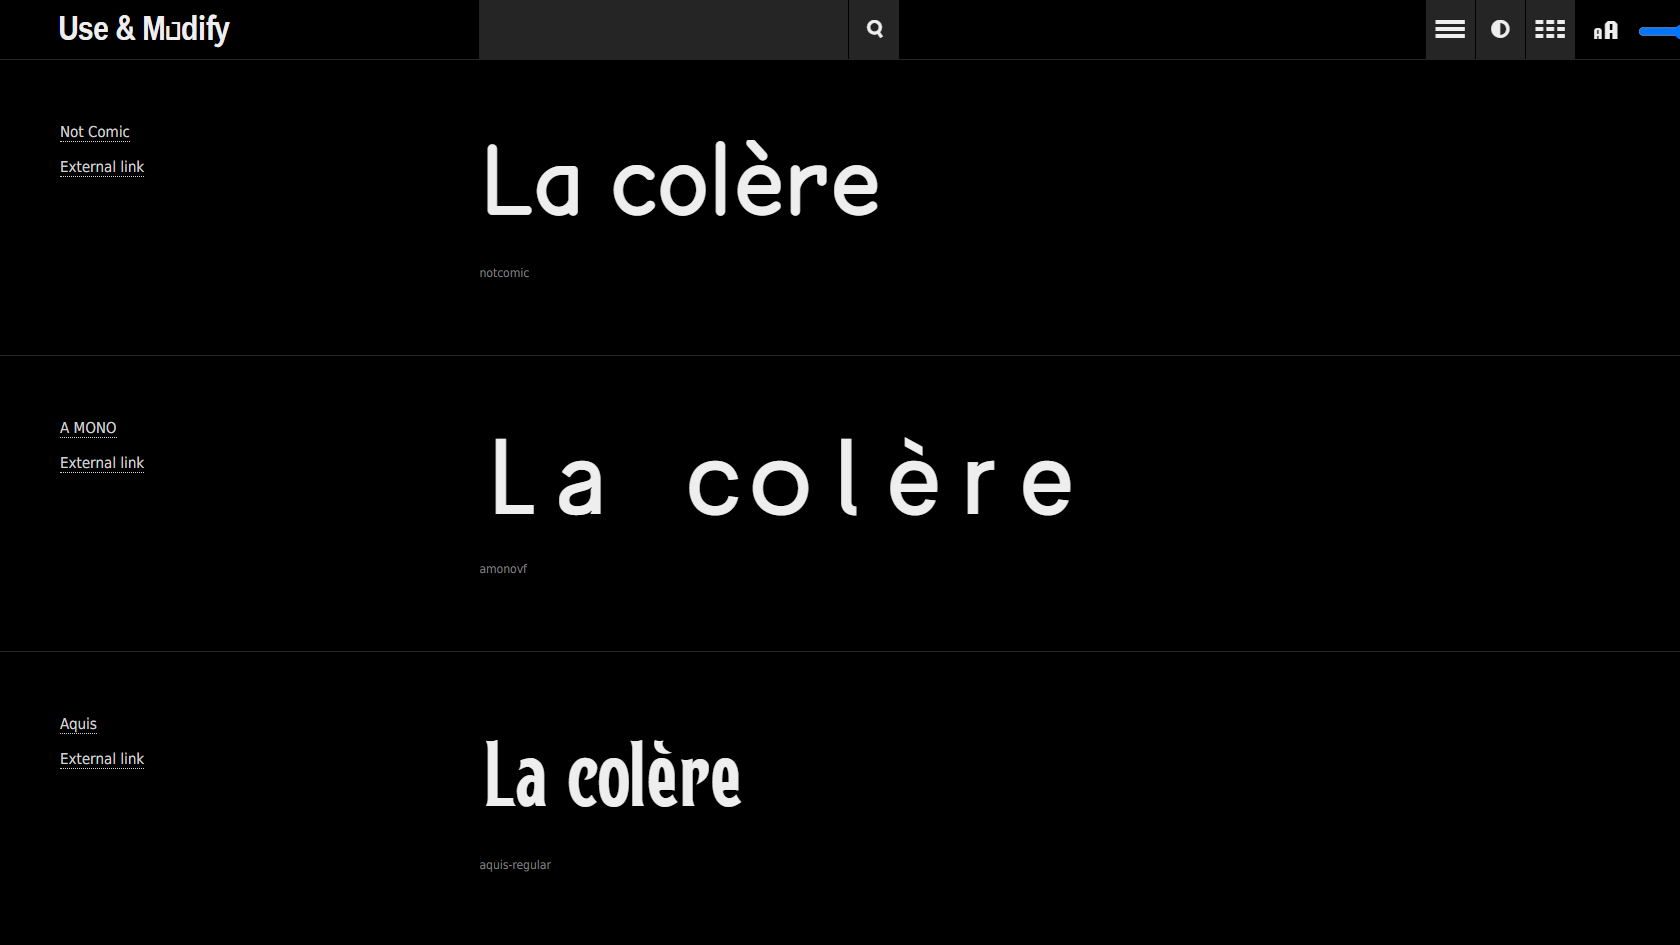 Use & Modify
Not Comic
External link
La colère
notcomic
A MONO
External link
La colère
amonovf
Aquis
External link
La colère
aquis-regular